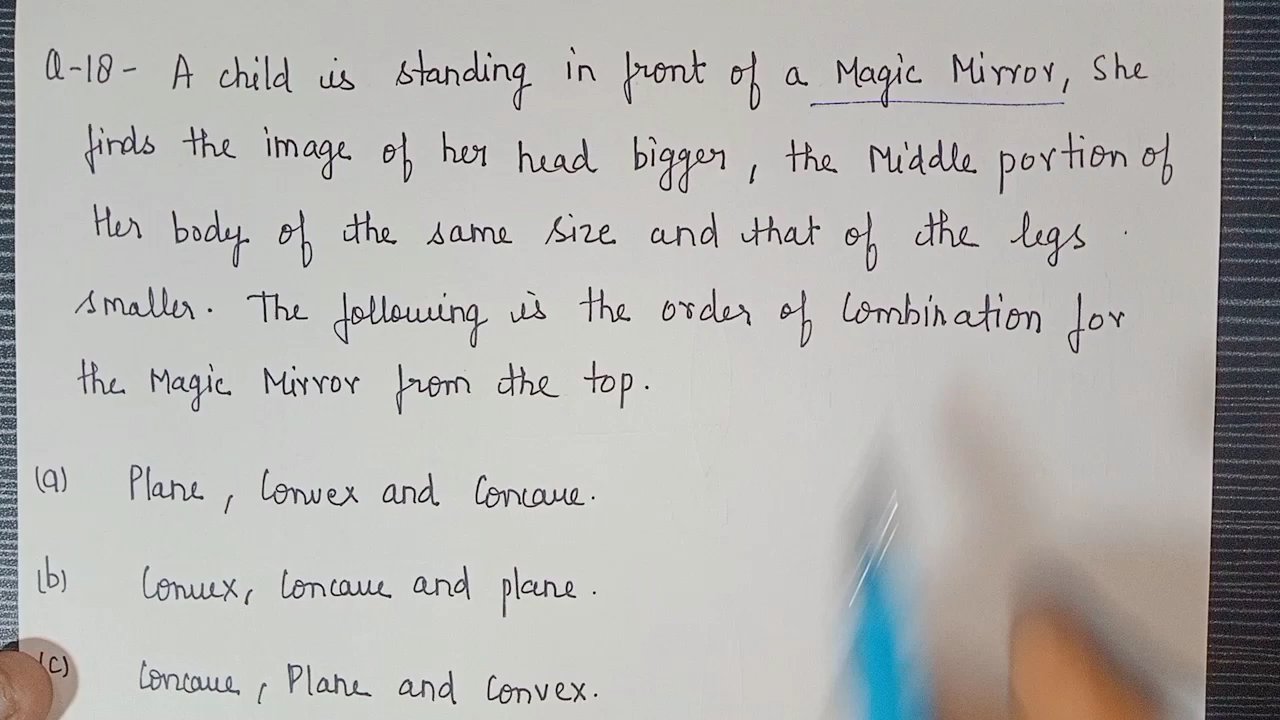 Q-18- A child is standing in front of a Magic Mirror, She
finds the image of her head bigger, the Middle portion of
Her body of the same size and that of the legs
smaller. The following is the order of Combination for
the Magic Mirror from the top.
(a) Plane, Convex and Concave.
(b) Convex, Concave and plane.
(c) Concave, Plane and Convex.